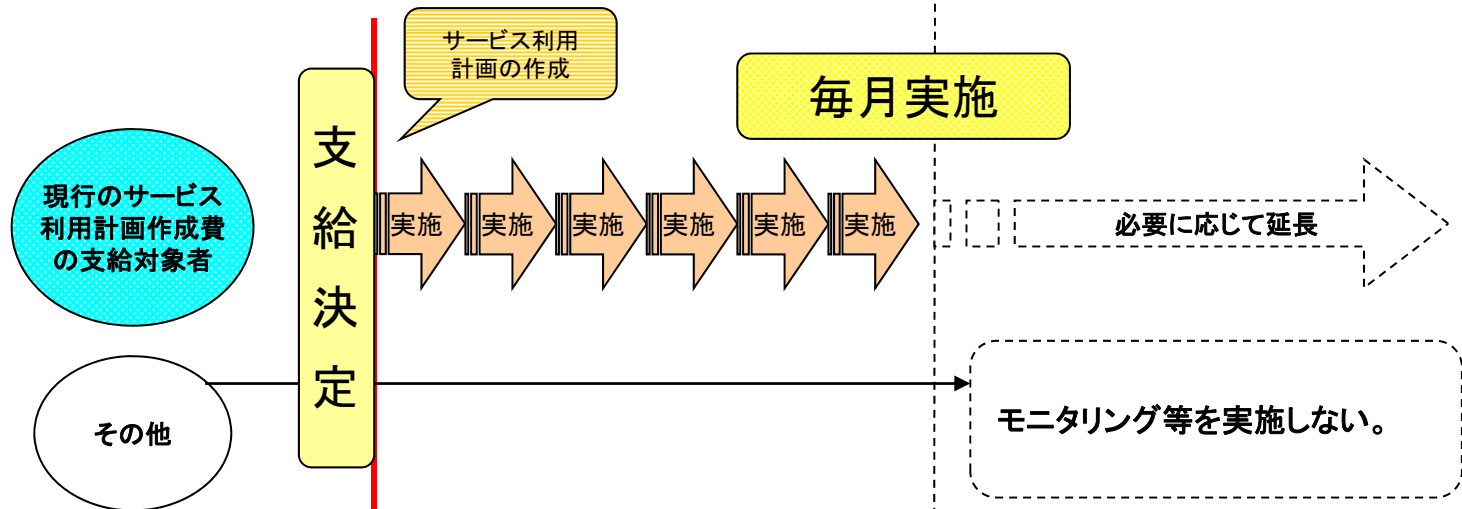 サービス利用
計画の作成
毎月実施
支
給
決
定
現行のサービス
利用計画作成費
の支給対象者
実施
実施
実施
実施
実施
実施
必要に応じて延長
その他
モニタリング等を実施しない。